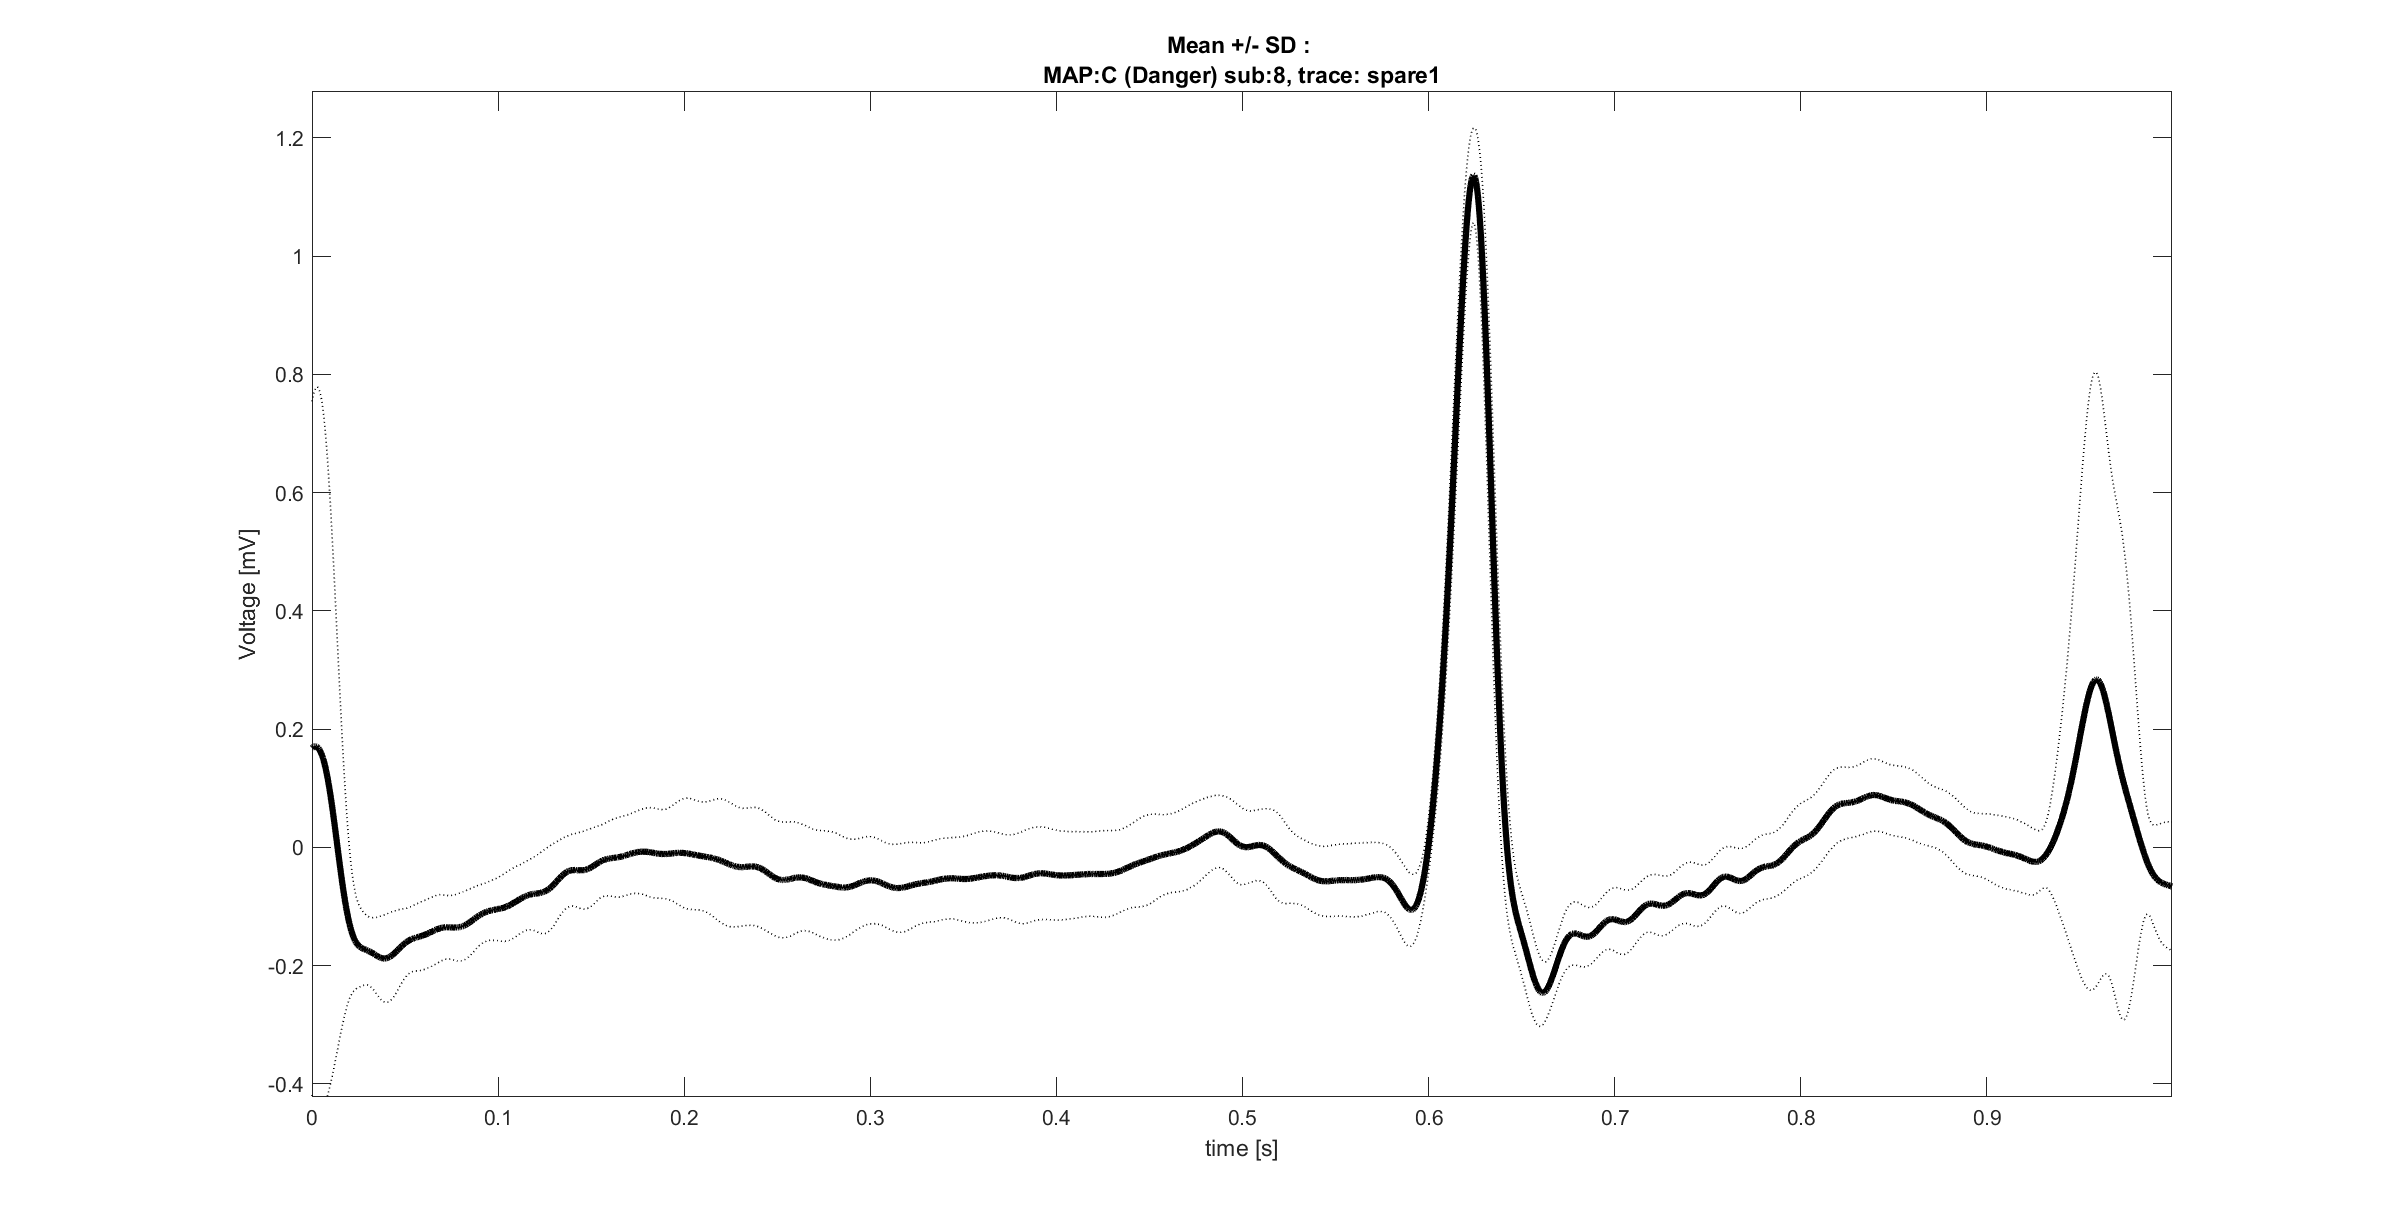 Mean +/- SD :
MAP:C (Danger) sub:8, trace: spare1
1.2
1
0.8
0.6
0.4
0.2
0
-0.2
-0.4
Voltage [mV]
0 0.1 0.2 0.3 0.4 0.5 0.6 0.7 0.8 0.9
time [s]